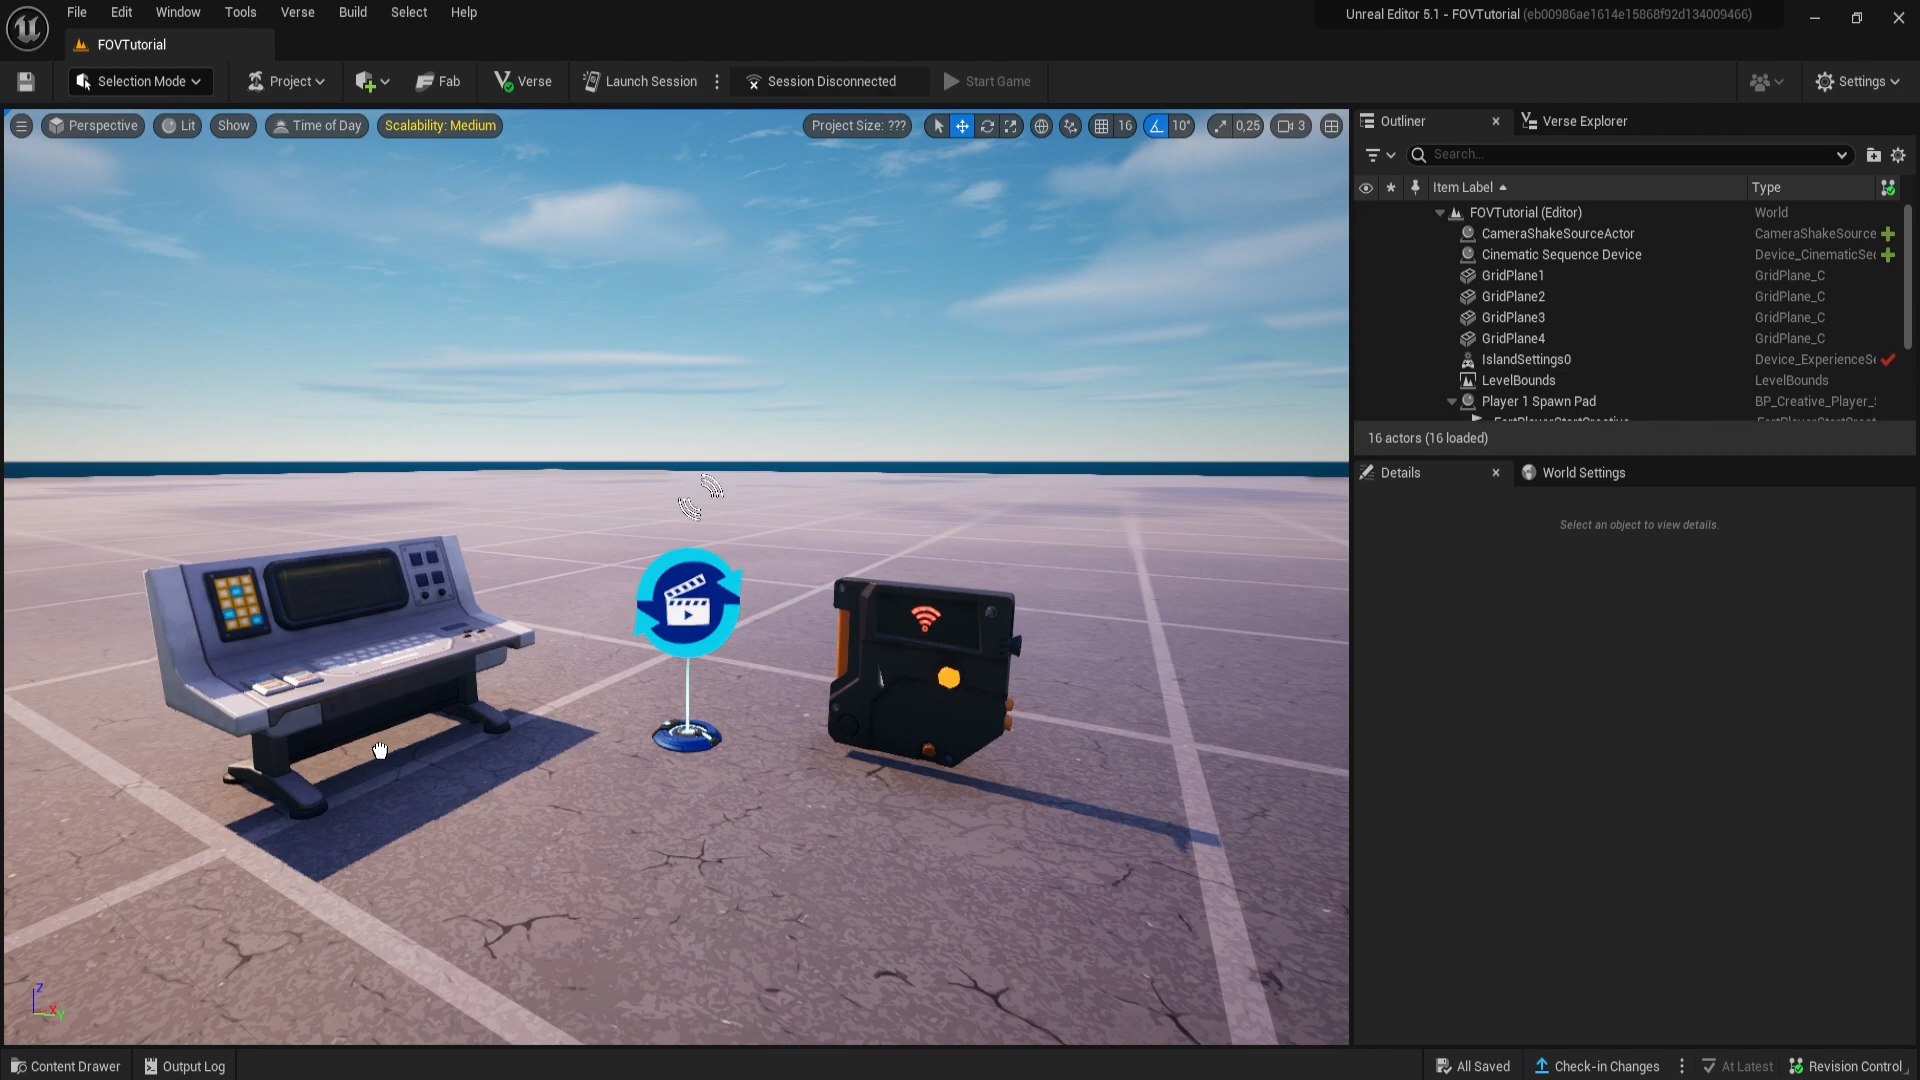 File Edit Window Tools Verse Build Select Help
Unreal Editor 5.1 - FOVTutorial (eb00986ae1614e15868f92d134009466)
FOVTutorial
Selection Mode Project Fab Verse Launch Session Session Disconnected Start Game Settings
Perspective Lit Show Time of Day Scalability: Medium Project Size: ??? 16 10° 0,25 3
Outliner Verse Explorer
Search...
Item Label Type
FOVTutorial (Editor) World
CameraShakeSourceActor CameraShakeSource
Cinematic Sequence Device Device_CinematicSe
GridPlane1 GridPlane_C
GridPlane2 GridPlane_C
GridPlane3 GridPlane_C
GridPlane4 GridPlane_C
IslandSettings0 Device_ExperienceS
LevelBounds LevelBounds
Player 1 Spawn Pad BP_Creative_Player_
16 actors (16 loaded)
Details World Settings
Select an object to view details.
Z
X
Y
Content Drawer Output Log All Saved Check-in Changes At Latest Revision Control